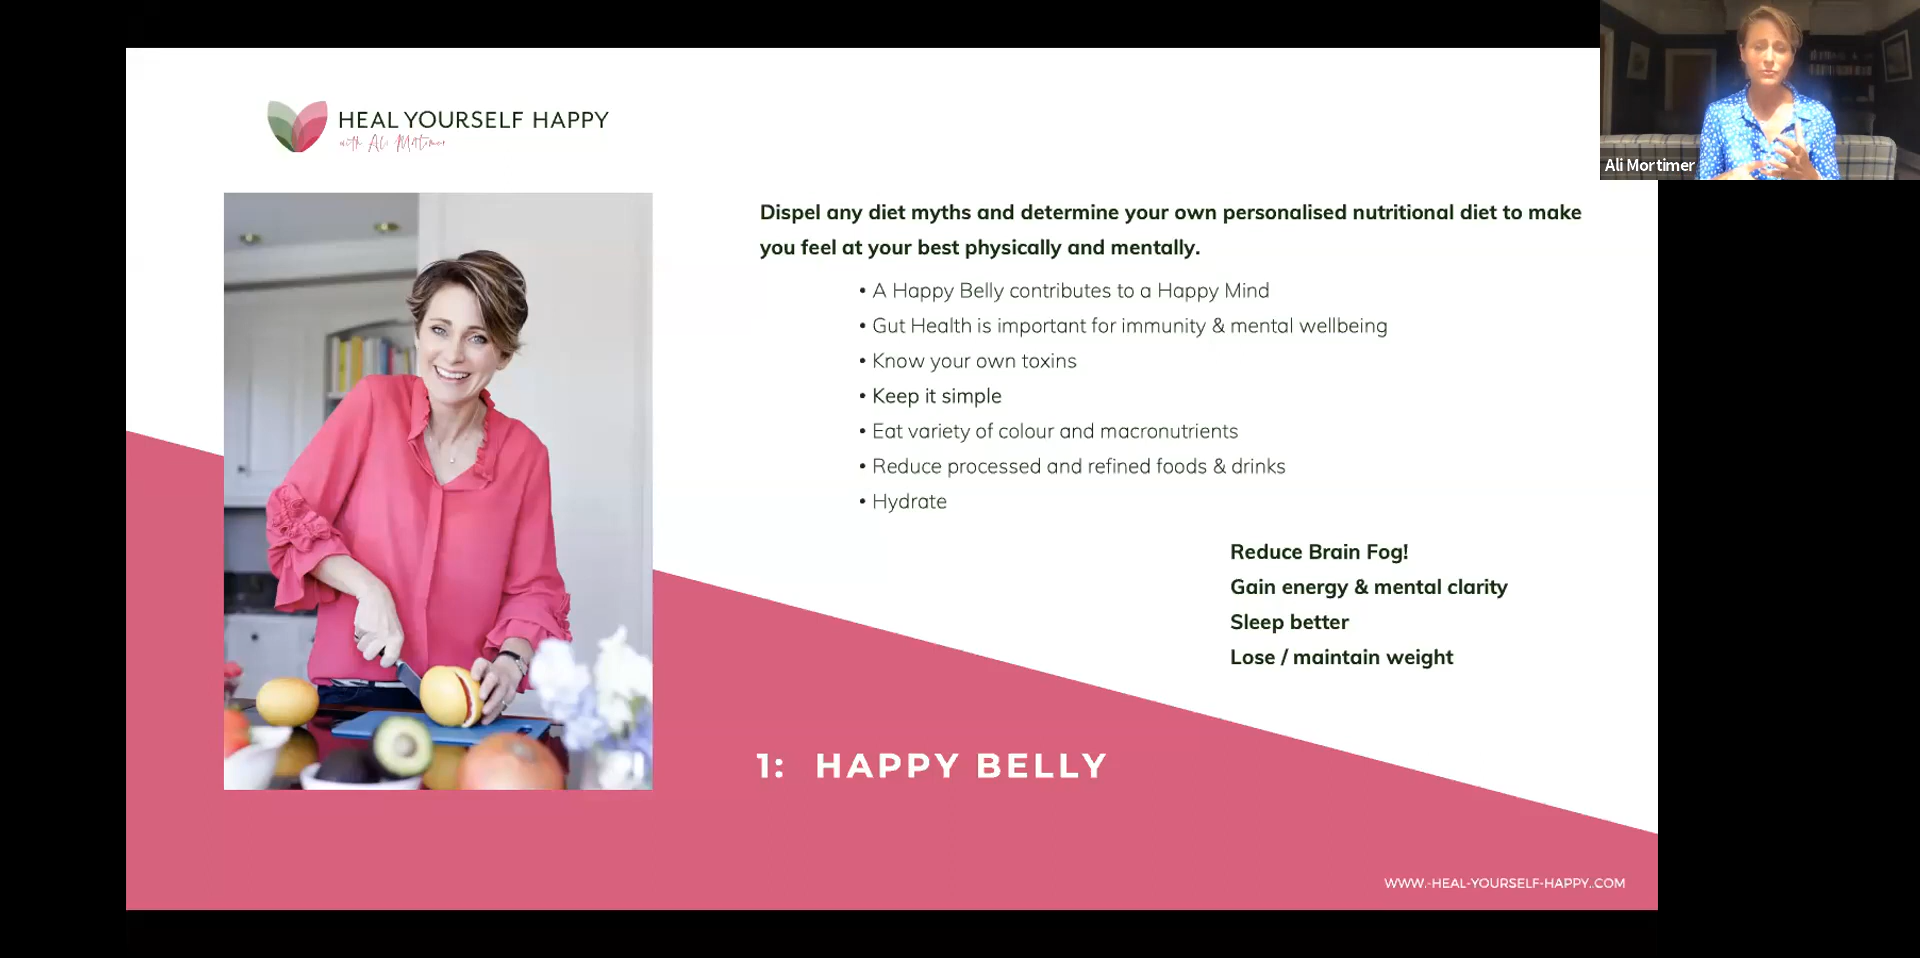 HEAL YOURSELF HAPPY
with Ali Mortimer
Ali Mortimer
Dispel any diet myths and determine your own personalised nutritional diet to make
you feel at your best physically and mentally.
• A Happy Belly contributes to a Happy Mind
• Gut Health is important for immunity & mental wellbeing
• Know your own toxins
• Keep it simple
• Eat variety of colour and macronutrients
• Reduce processed and refined foods & drinks
• Hydrate
Reduce Brain Fog!
Gain energy & mental clarity
Sleep better
Lose / maintain weight
1: HAPPY BELLY
WWW.-HEAL-YOURSELF-HAPPY..COM